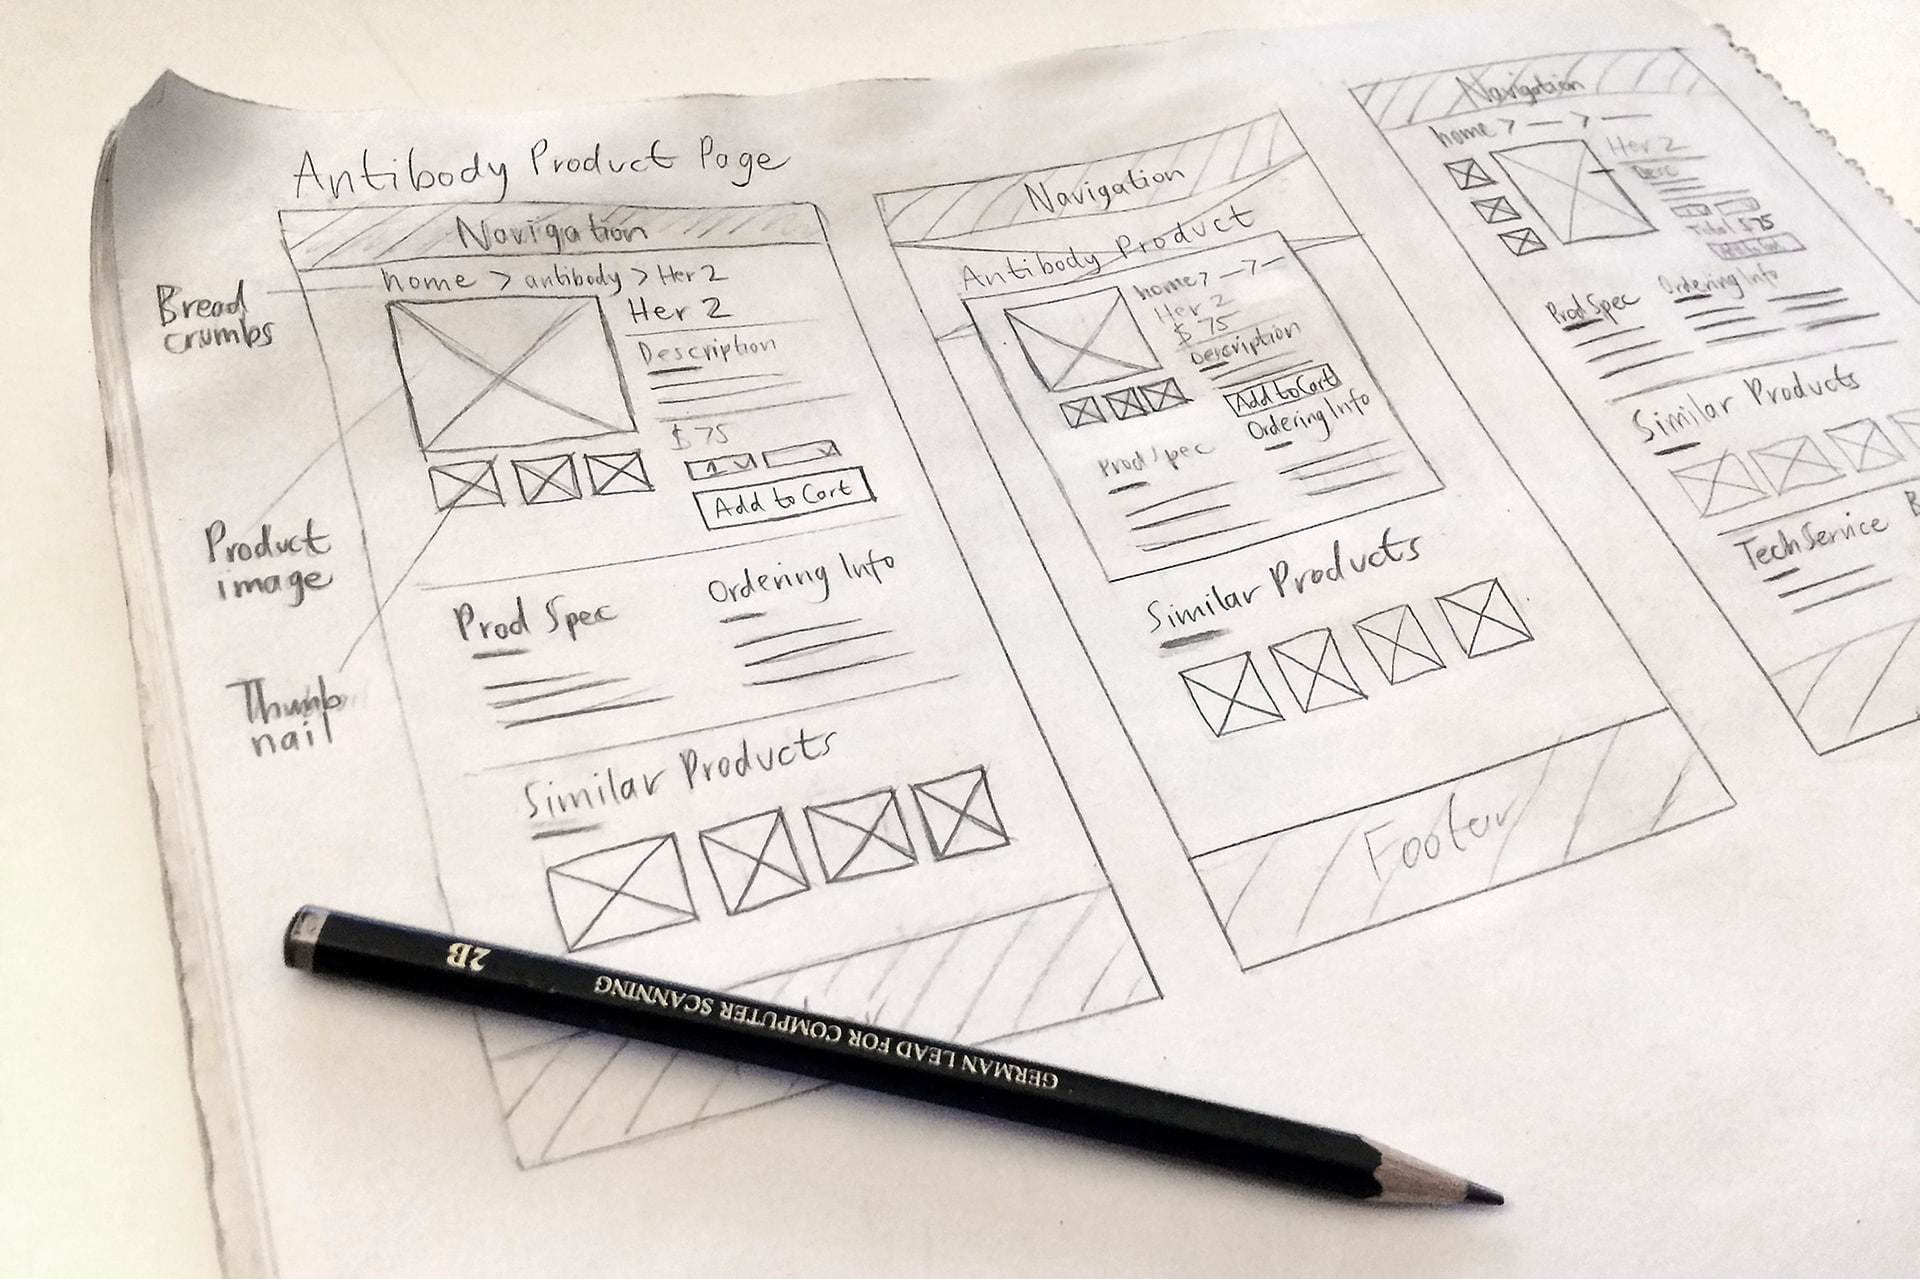 Antibody Product Page
Navigation
home > antibody > Her 2
Bread
crumbs
Her 2
Description
$75
1
Add to Cart
Product
image
Thumb
nail
Prod Spec
Ordering Info
Similar Products
Navigation
Antibody Product
home > — > —
Her 2
$75
Description
Add to Cart
Ordering Info
Prod Spec
Similar Products
Footer
Navigation
home > — > —
Her 2
Desc
Total $75
Prod Spec
Ordering Info
Similar Products
Tech Service
2B
GERMAN LEAD FOR COMPUTER SCANNING